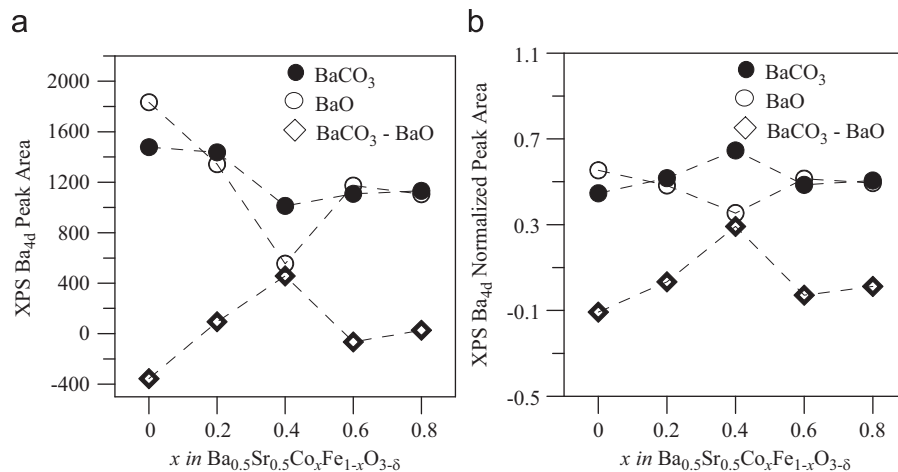 a
XPS Ba4d Peak Area
2000
1600
1200
800
400
0
-400
BaCO3
BaO
BaCO3 - BaO
0 0.2 0.4 0.6 0.8
x in Ba0.5Sr0.5CoxFe1-xO3-δ
b
XPS Ba4d Normalized Peak Area
1.1
0.7
0.3
-0.1
-0.5
BaCO3
BaO
BaCO3 - BaO
0 0.2 0.4 0.6 0.8
x in Ba0.5Sr0.5CoxFe1-xO3-δ